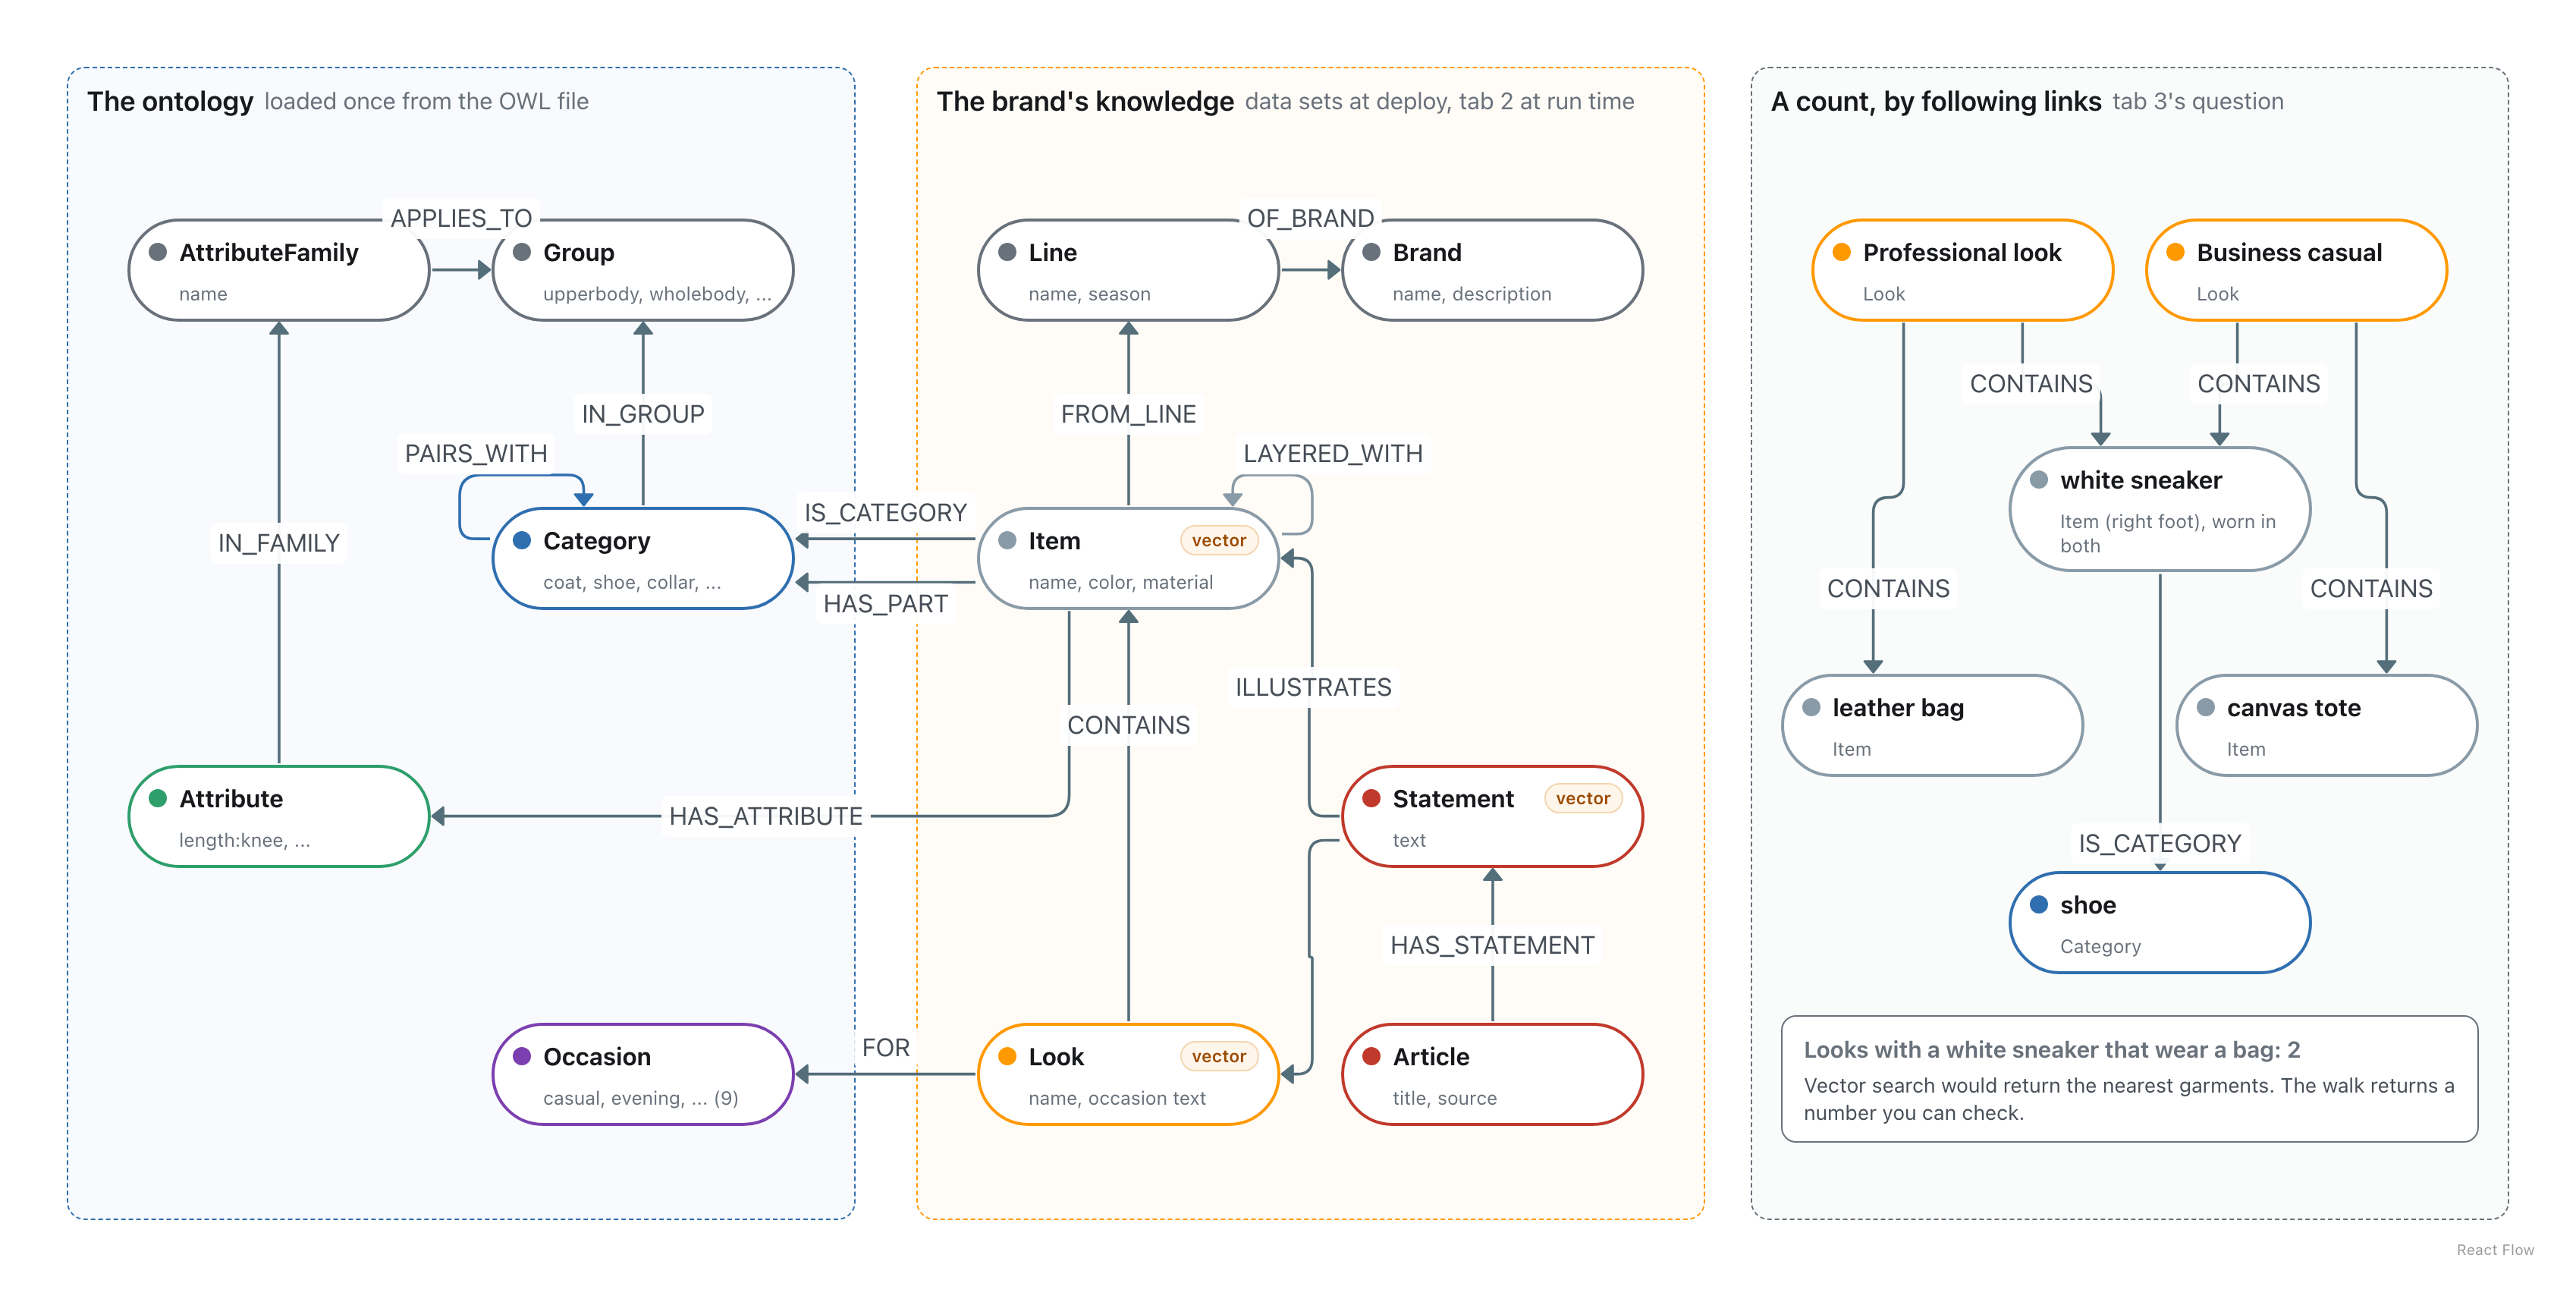 The ontology loaded once from the OWL file
APPLIES_TO
AttributeFamily
name
Group
upperbody, wholebody, ...
IN_GROUP
PAIRS_WITH
IN_FAMILY
Category
coat, shoe, collar, ...
IS_CATEGORY
HAS_PART
Attribute
length:knee, ...
HAS_ATTRIBUTE
Occasion
casual, evening, ... (9)
FOR
The brand's knowledge data sets at deploy, tab 2 at run time
OF_BRAND
Line
name, season
Brand
name, description
FROM_LINE
LAYERED_WITH
Item vector
name, color, material
ILLUSTRATES
CONTAINS
Statement vector
text
HAS_STATEMENT
Look vector
name, occasion text
Article
title, source
A count, by following links tab 3's question
Professional look
Look
Business casual
Look
CONTAINS
CONTAINS
white sneaker
Item (right foot), worn in
both
CONTAINS
CONTAINS
leather bag
Item
canvas tote
Item
IS_CATEGORY
shoe
Category
Looks with a white sneaker that wear a bag: 2
Vector search would return the nearest garments. The walk returns a
number you can check.
React Flow